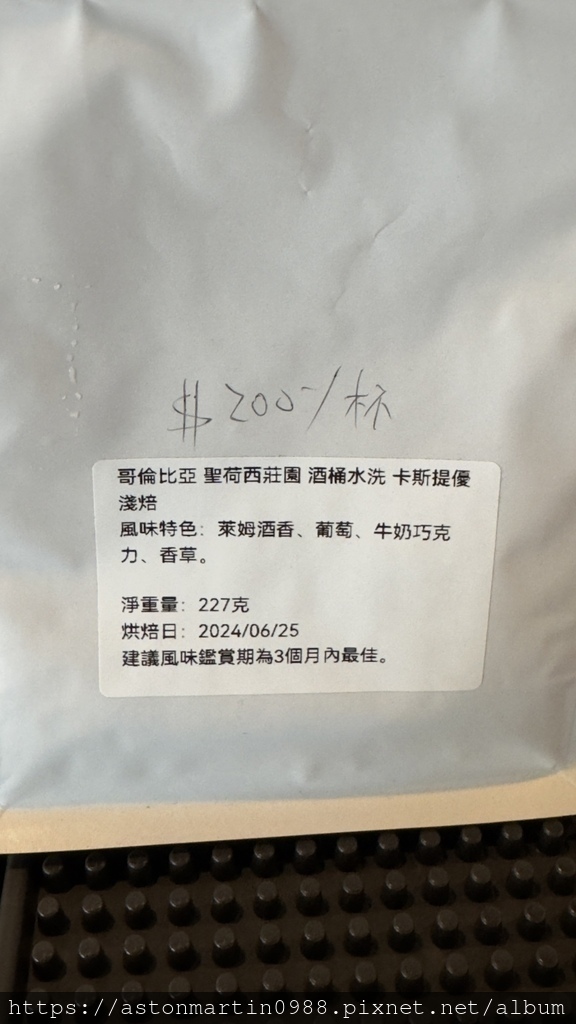 $ 200-/杯
哥倫比亞 聖荷西莊園 酒桶水洗 卡斯提優
淺焙
風味特色：萊姆酒香、葡萄、牛奶巧克
力、香草。
淨重量：227克
烘焙日：2024/06/25
建議風味鑑賞期為3個月內最佳。
https://astonmartin0988.pixnet.net/album